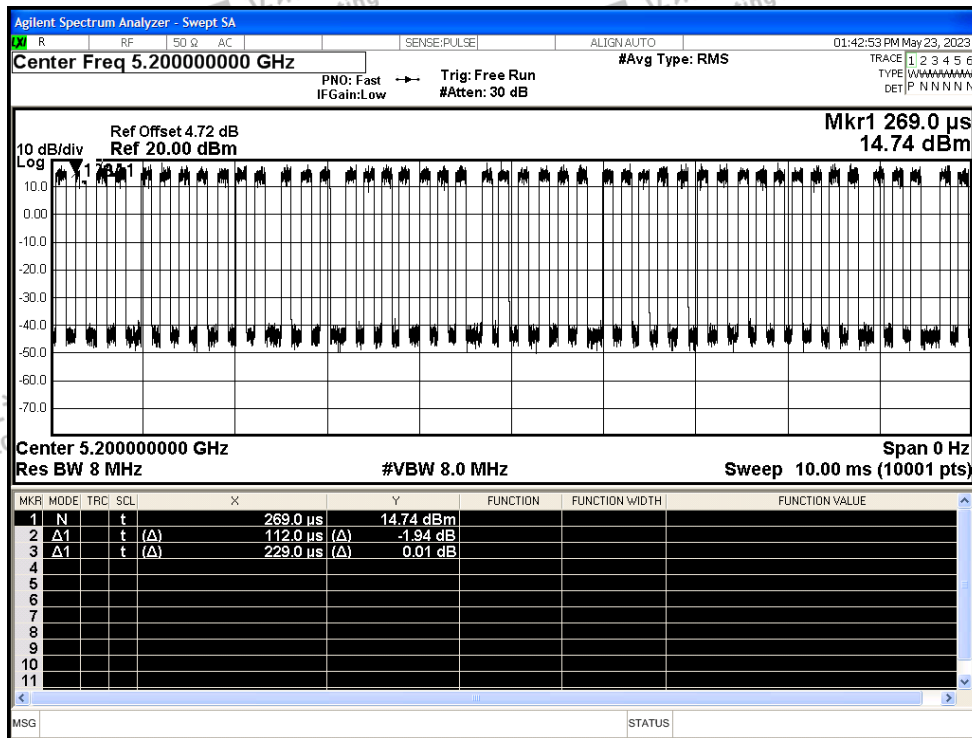 Agilent Spectrum Analyzer - Swept SA
LXI R RF 50 Ω AC SENSE:PULSE ALIGN AUTO 01:42:53 PM May 23, 2023
Center Freq 5.200000000 GHz
PNO: Fast
IFGain:Low
Trig: Free Run
#Atten: 30 dB
#Avg Type: RMS
TRACE 1 2 3 4 5 6
TYPE WWWWWW
DET P N N N N N
Mkr1 269.0 µs
14.74 dBm
Ref Offset 4.72 dB
10 dB/div Ref 20.00 dBm
Log
10.0
0.00
-10.0
-20.0
-30.0
-40.0
-50.0
-60.0
-70.0
Center 5.200000000 GHz Span 0 Hz
Res BW 8 MHz #VBW 8.0 MHz Sweep 10.00 ms (10001 pts)
MKR MODE TRC SCL X Y FUNCTION FUNCTION WIDTH FUNCTION VALUE
1 N t 269.0 µs 14.74 dBm
2 Δ1 t (Δ) 112.0 µs (Δ) -1.94 dB
3 Δ1 t (Δ) 229.0 µs (Δ) 0.01 dB
4
5
6
7
8
9
10
11
MSG STATUS